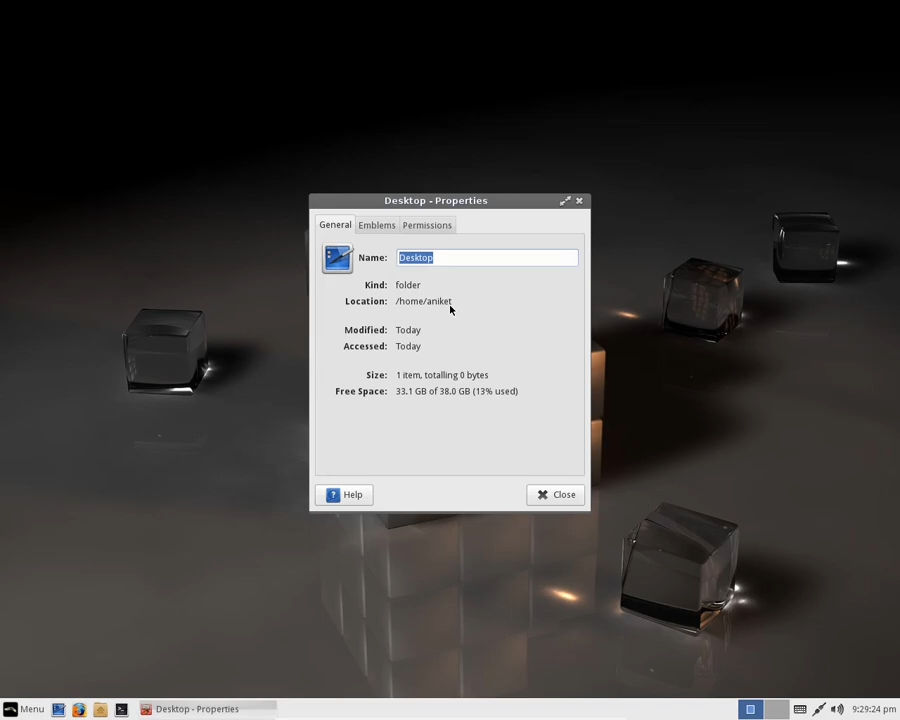 Desktop - Properties
General Emblems Permissions
Name: Desktop
Kind: folder
Location: /home/aniket
Modified: Today
Accessed: Today
Size: 1 item, totalling 0 bytes
Free Space: 33.1 GB of 38.0 GB (13% used)
? Help Close
Menu Desktop - Properties 9:29:24 pm